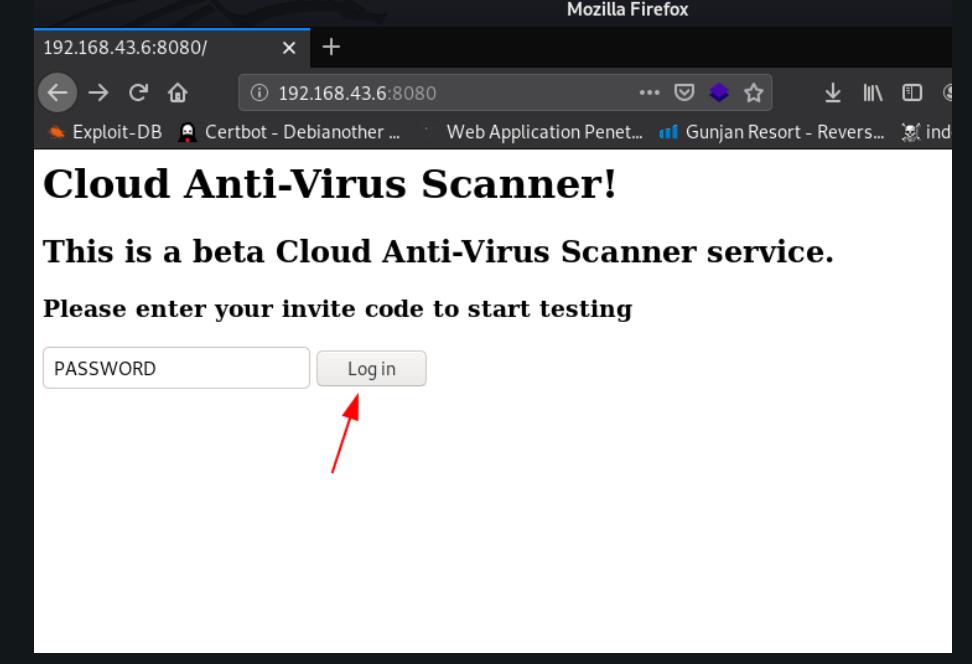 Mozilla Firefox
192.168.43.6:8080/
192.168.43.6:8080
Exploit-DB Certbot - Debianother ... Web Application Penet... Gunjan Resort - Revers... ind
Cloud Anti-Virus Scanner!
This is a beta Cloud Anti-Virus Scanner service.
Please enter your invite code to start testing
PASSWORD Log in